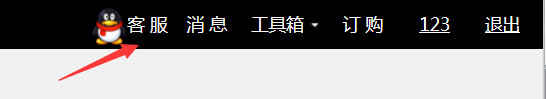 客 服 消 息 工具箱 订 购 123 退出